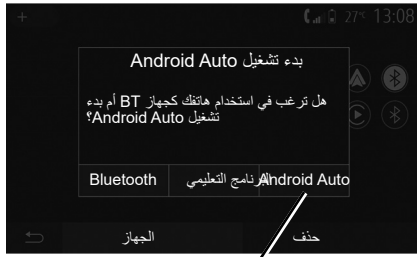 + 27°c 13:08
بدء تشغيل Android Auto
هل ترغب في استخدام هاتفك كجهاز BT أم بدء
تشغيل Android Auto؟
Bluetooth البرنامج التعليمي Android Auto
الجهاز حذف